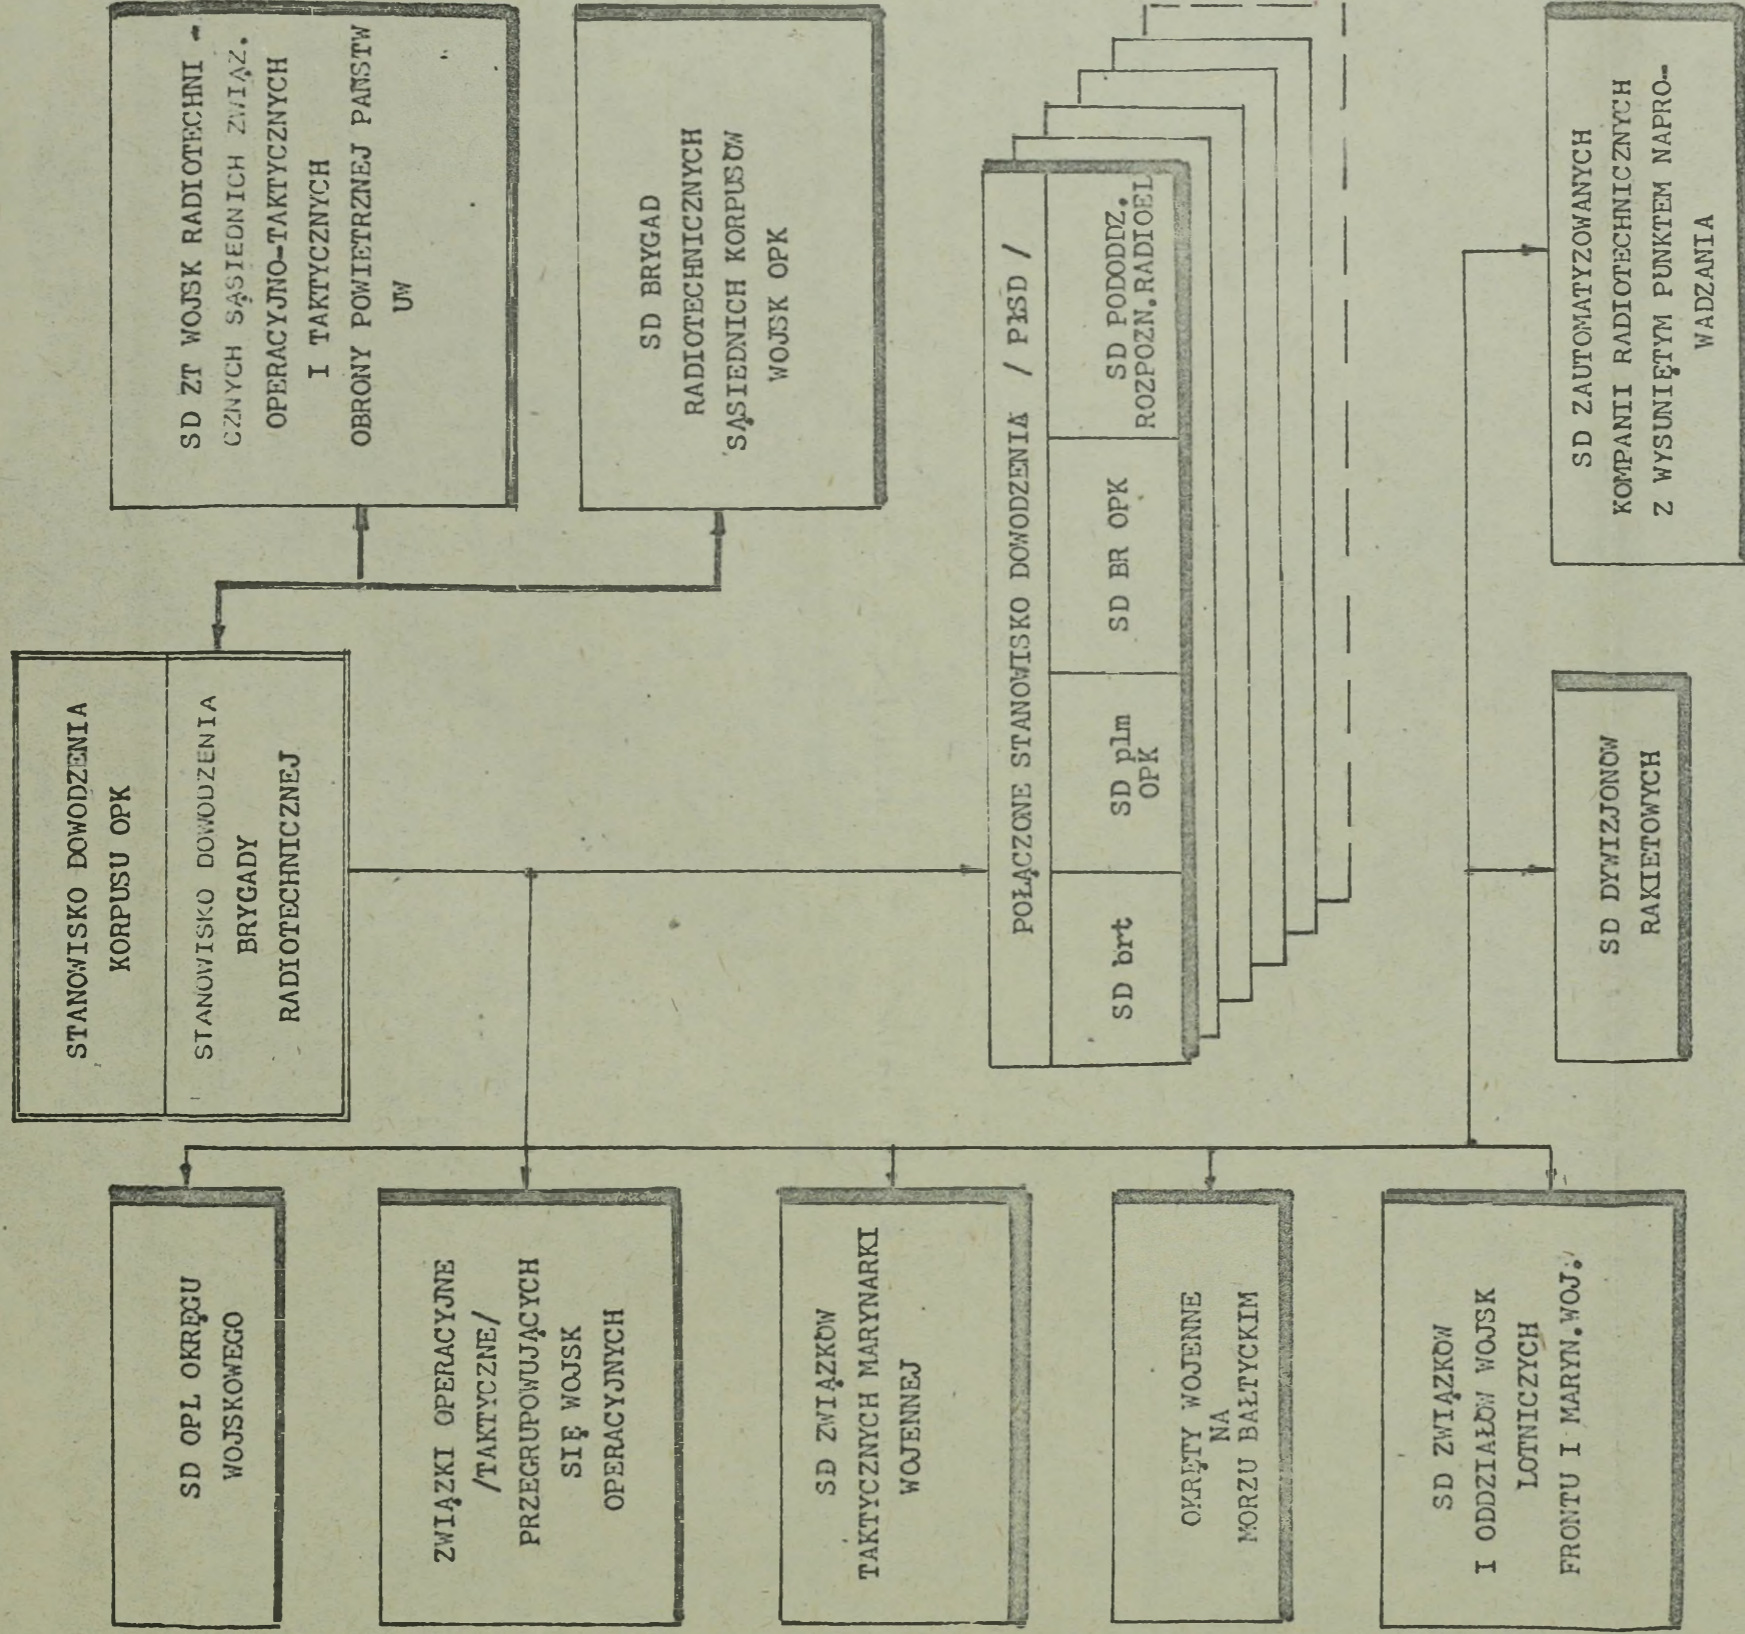 STANOWISKO DOWODZENIA
KORPUSU OPK
STANOWISKO DOWODZENIA
BRYGADY
RADIOTECHNICZNEJ
SD ZT WOJSK RADIOTECHNI -
CZNYCH SĄSIEDNICH ZWIĄZ.
OPERACYJNO-TAKTYCZNYCH
I TAKTYCZNYCH
OBRONY POWIETRZNEJ PAŃSTW
UW
SD BRYGAD
RADIOTECHNICZNYCH
SĄSIEDNICH KORPUSÓW
WOJSK OPK
POŁĄCZONE STANOWISKO DOWODZENIA / PŁSD /
SD brt
SD plm
OPK
SD BR OPK
SD PODODDZ.
ROZPOZN.RADIOEL
SD OPL OKRĘGU
WOJSKOWEGO
ZWIĄZKI OPERACYJNE
/TAKTYCZNE/
PRZEGRUPOWUJĄCYCH
SIĘ WOJSK
OPERACYJNYCH
SD ZWIĄZKÓW
TAKTYCZNYCH MARYNARKI
WOJENNEJ
OKRĘTY WOJENNE
NA
MORZU BAŁTYCKIM
SD ZWIĄZKÓW
I ODDZIAŁÓW WOJSK
LOTNICZYCH
FRONTU I MARYN.WOJ.
SD DYWIZJONÓW
RAKIETOWYCH
SD ZAUTOMATYZOWANYCH
KOMPANII RADIOTECHNICZNYCH
Z WYSUNIĘTYM PUNKTEM NAPRO-
WADZANIA